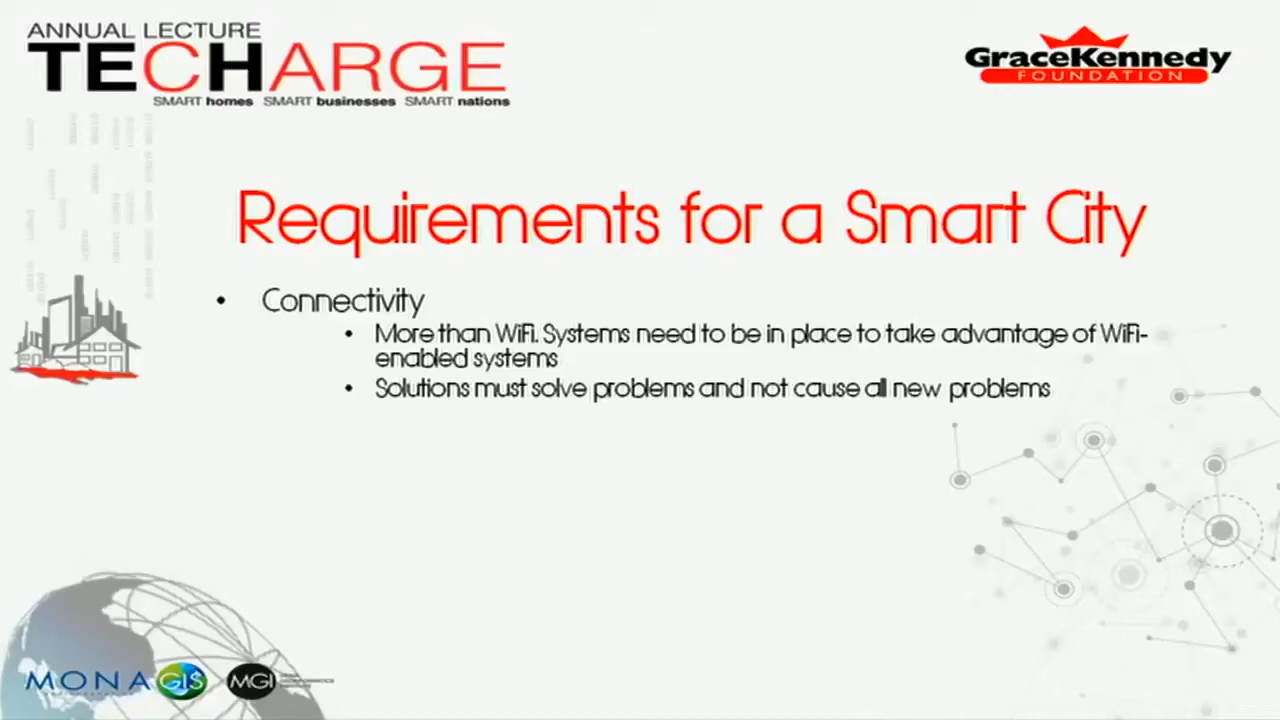 ANNUAL LECTURE
TECHARGE
SMART homes SMART businesses SMART nations
GraceKennedy
FOUNDATION
Requirements for a Smart City
• Connectivity
• More than WiFi. Systems need to be in place to take advantage of WiFi-
enabled systems
• Solutions must solve problems and not cause all new problems
MONA GIS
MGI